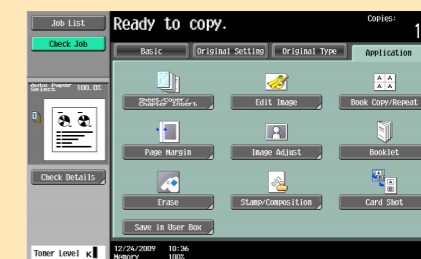 Job List
Check Job
Ready to copy.
Copies:
1
Basic
Original Setting
Original Type
Application
Auto Paper
Select
100.0%
Sheet/Cover/
Chapter Insert
Edit Image
Book Copy/Repeat
Page Margin
Image Adjust
Booklet
Check Details
Erase
Stamp/Composition
Card Shot
Save in User Box
Toner Level K
12/24/2009 10:36
Memory 100%